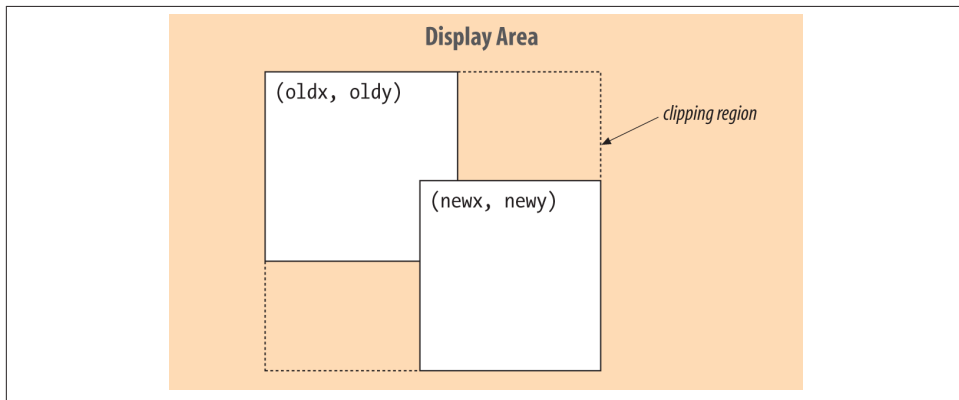 Display Area
(oldx, oldy)
clipping region
(newx, newy)